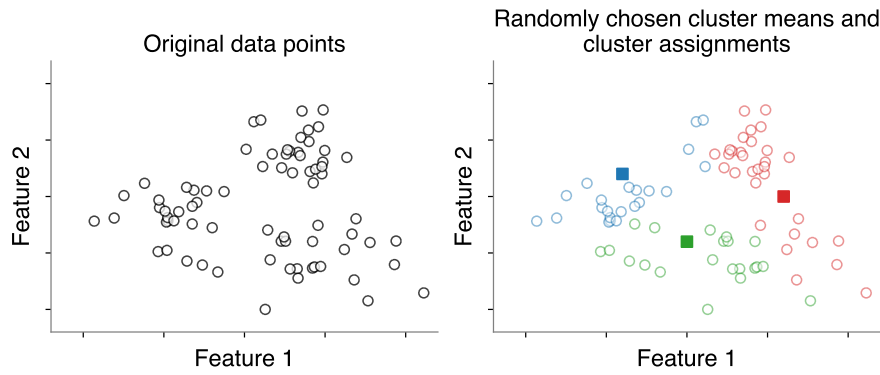 Original data points
Feature 2
Feature 1
Randomly chosen cluster means and
cluster assignments
Feature 2
Feature 1